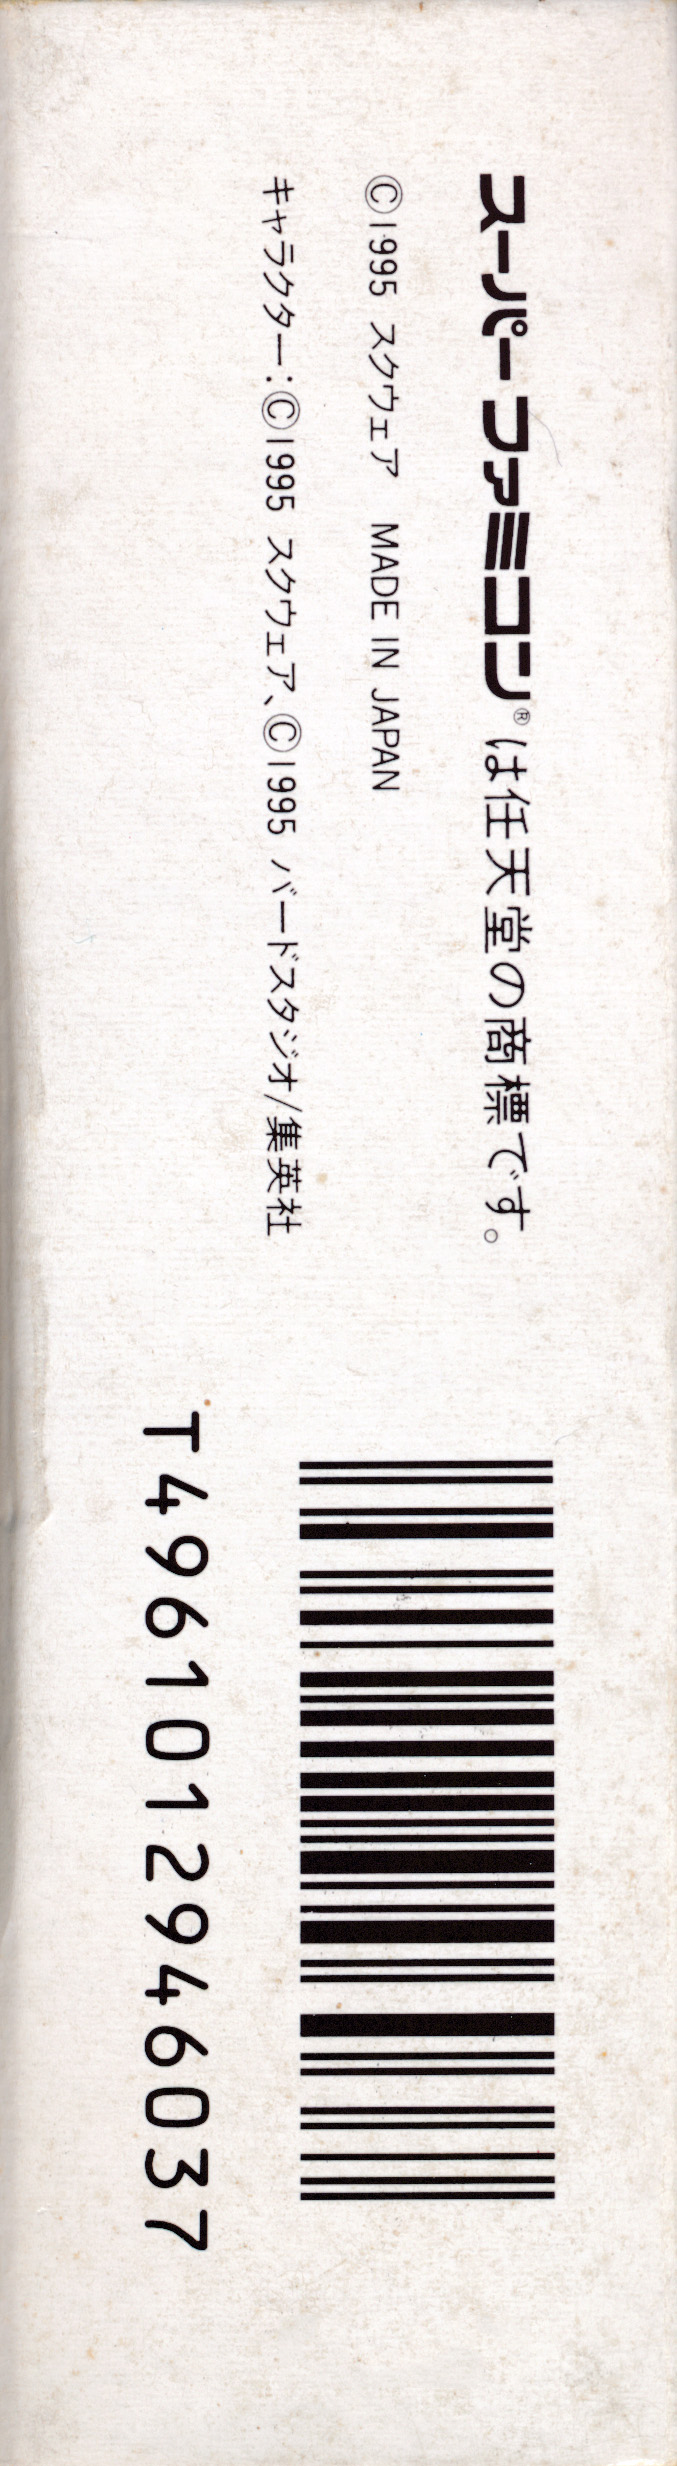 スーパーファミコン®は任天堂の商標です。
©1995 スクウェア　MADE IN JAPAN
キャラクター：©1995 スクウェア、©1995 バードスタジオ/集英社
T4961012946037